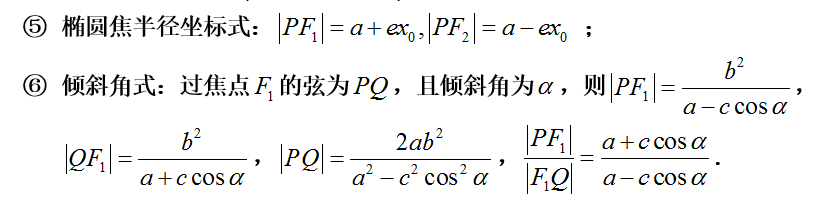 ⑤ 椭圆焦半径坐标式：|PF₁| = a + ex₀, |PF₂| = a − ex₀ ；
⑥ 倾斜角式：过焦点 F₁ 的弦为 PQ，且倾斜角为 α，则 |PF₁| = b² / (a − c cos α)，
|QF₁| = b² / (a + c cos α)，|PQ| = 2ab² / (a² − c² cos² α)，|PF₁| / |F₁Q| = (a + c cos α) / (a − c cos α)．